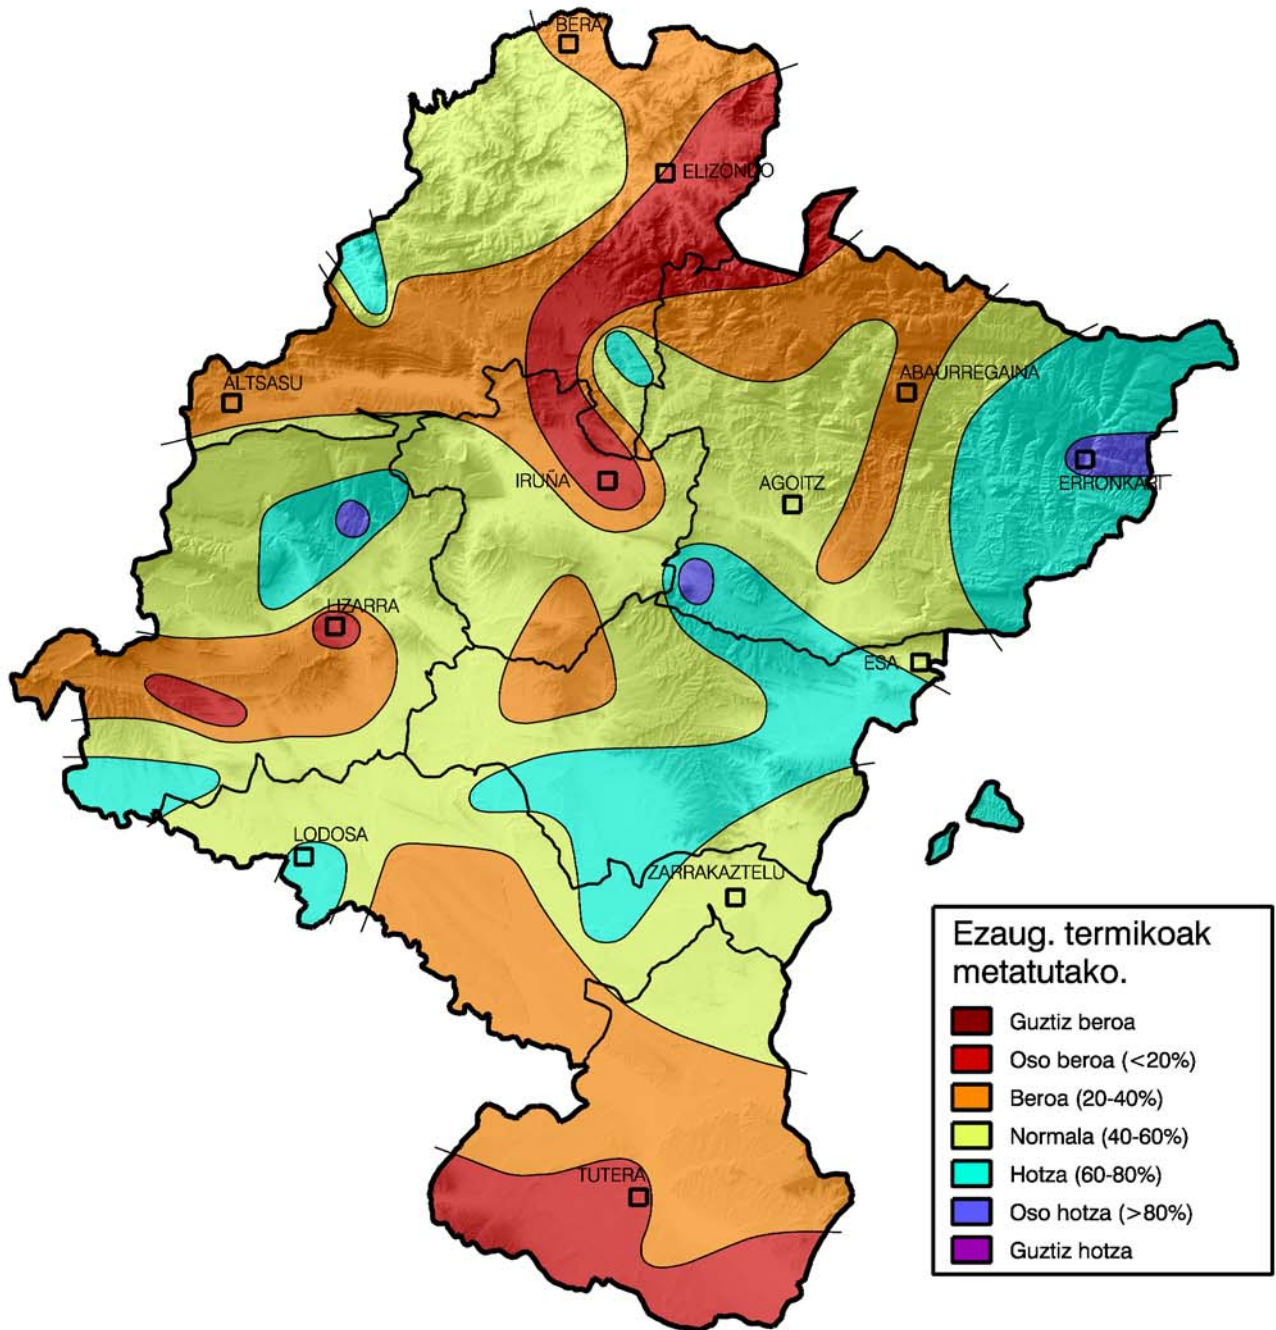 BERA
ELIZONDO
ALTSASU
ABAURREGAINA
IRUÑA
AGOITZ
ERRONKARI
LIZARRA
ESA
LODOSA
ZARRAKAZTELU
TUTERA
Ezaug. termikoak
metatutako.
Guztiz beroa
Oso beroa (<20%)
Beroa (20-40%)
Normala (40-60%)
Hotza (60-80%)
Oso hotza (>80%)
Guztiz hotza